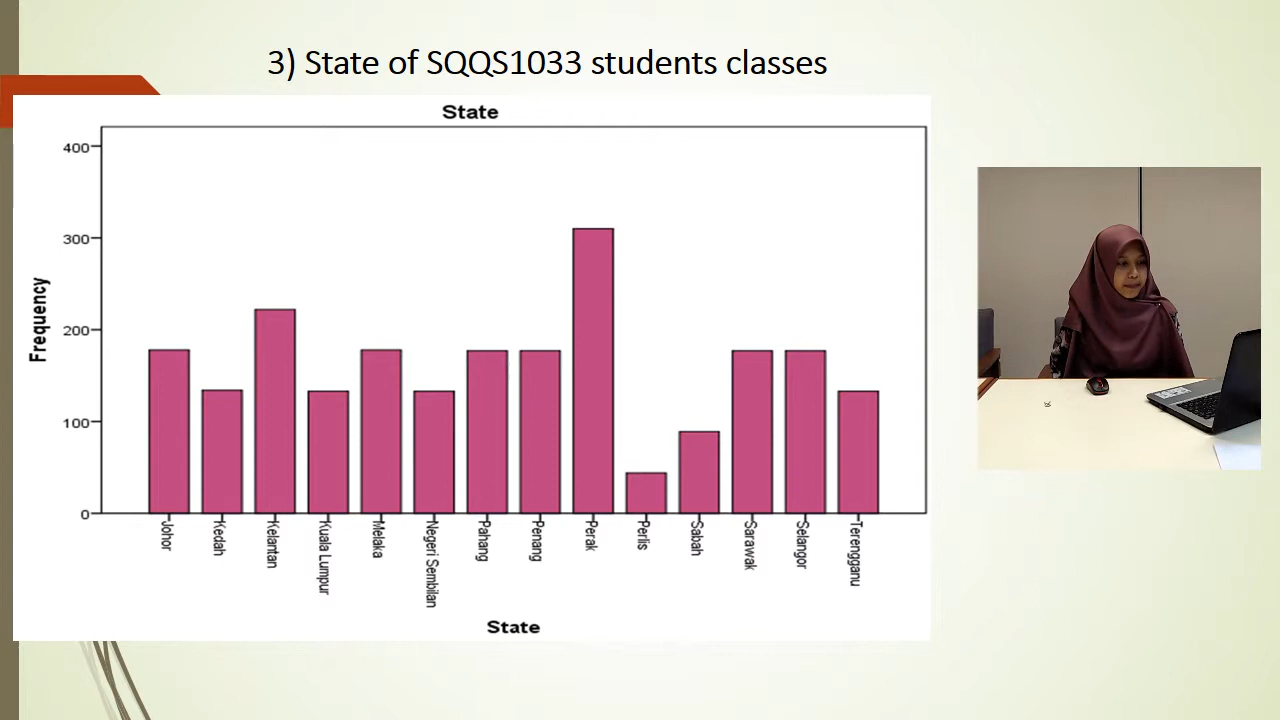 3) State of SQQS1033 students classes
State
400
300
200
100
0
Frequency
Johor
Kedah
Kelantan
Kuala Lumpur
Melaka
Negeri Sembilan
Pahang
Penang
Perak
Perlis
Sabah
Sarawak
Selangor
Terengganu
State